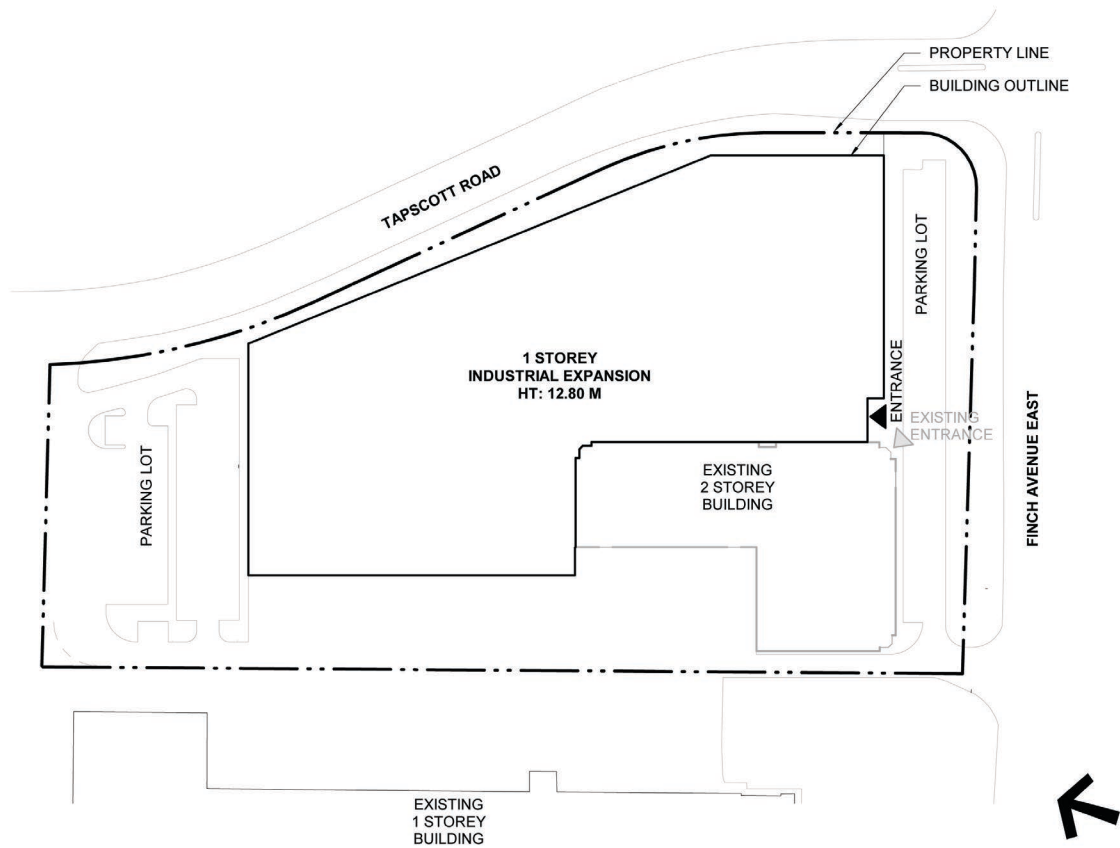 PROPERTY LINE
BUILDING OUTLINE
TAPSCOTT ROAD
PARKING LOT
1 STOREY
INDUSTRIAL EXPANSION
HT: 12.80 M
ENTRANCE
EXISTING
ENTRANCE
FINCH AVENUE EAST
PARKING LOT
EXISTING
2 STOREY
BUILDING
EXISTING
1 STOREY
BUILDING